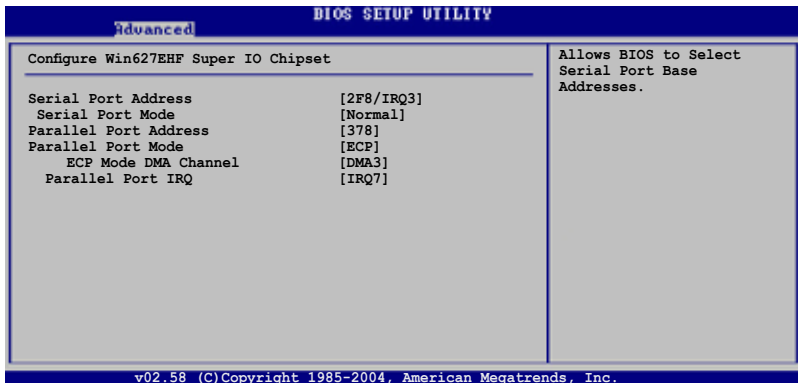 BIOS SETUP UTILITY
Advanced
Configure Win627EHF Super IO Chipset
Serial Port Address [2F8/IRQ3]
Serial Port Mode [Normal]
Parallel Port Address [378]
Parallel Port Mode [ECP]
ECP Mode DMA Channel [DMA3]
Parallel Port IRQ [IRQ7]
Allows BIOS to Select
Serial Port Base
Addresses.
v02.58 (C)Copyright 1985-2004, American Megatrends, Inc.